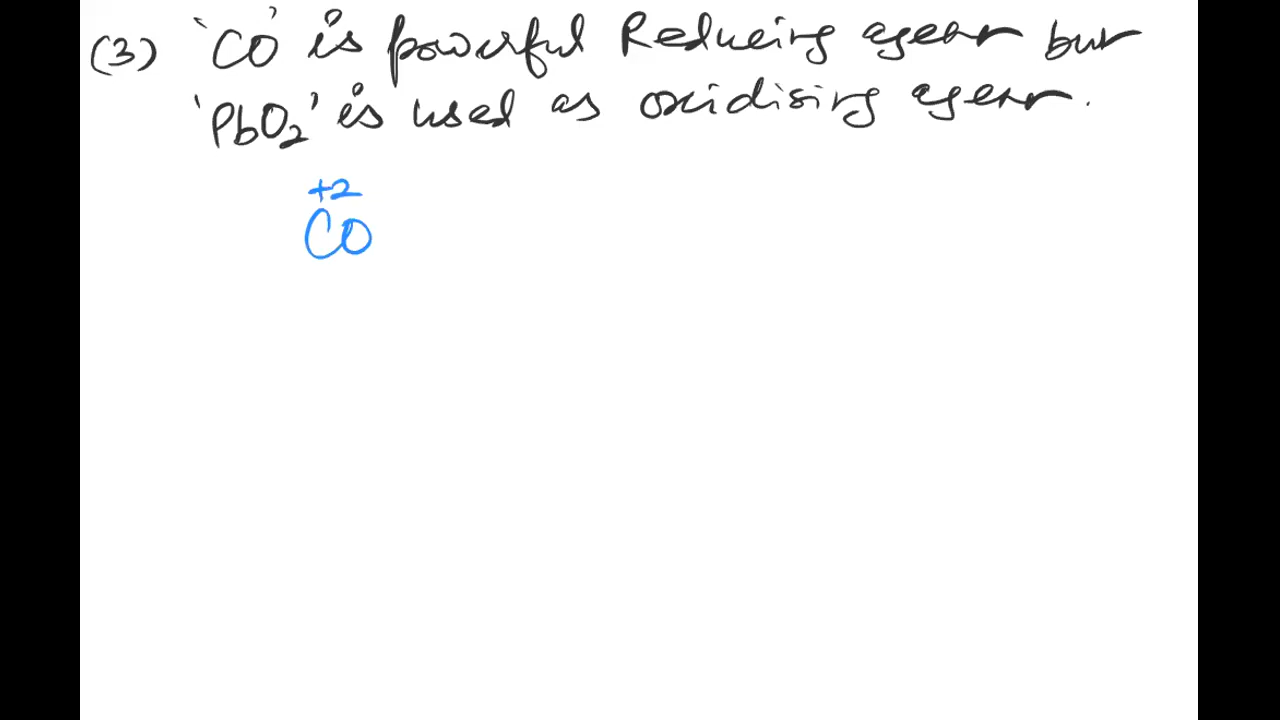 (3) 'CO' is powerful Reducing agent but
'PbO₂' is used as oxidising agent.
+2
CO